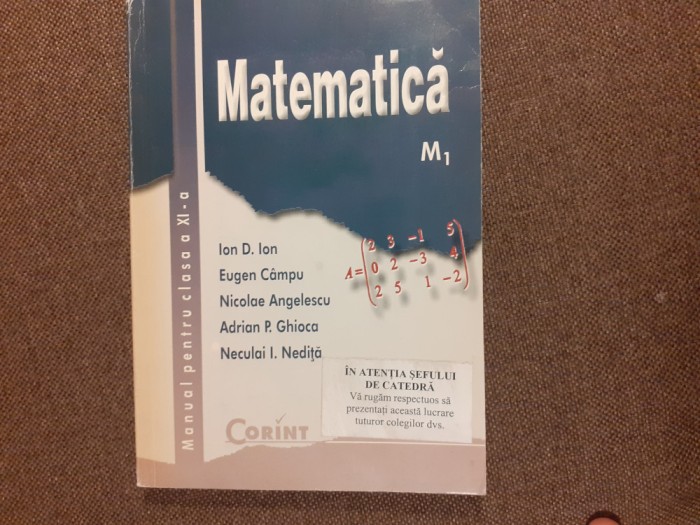 Matematică
M1
Manual pentru clasa a XI-a
Ion D. Ion
Eugen Câmpu
Nicolae Angelescu
Adrian P. Ghioca
Neculai I. Nediță
A=
2 3 -1 5
0 2 -3 4
2 5 1 -2
ÎN ATENȚIA ȘEFULUI
DE CATEDRĂ
Vă rugăm respectuos să
prezentați această lucrare
tuturor colegilor dvs.
CORINT